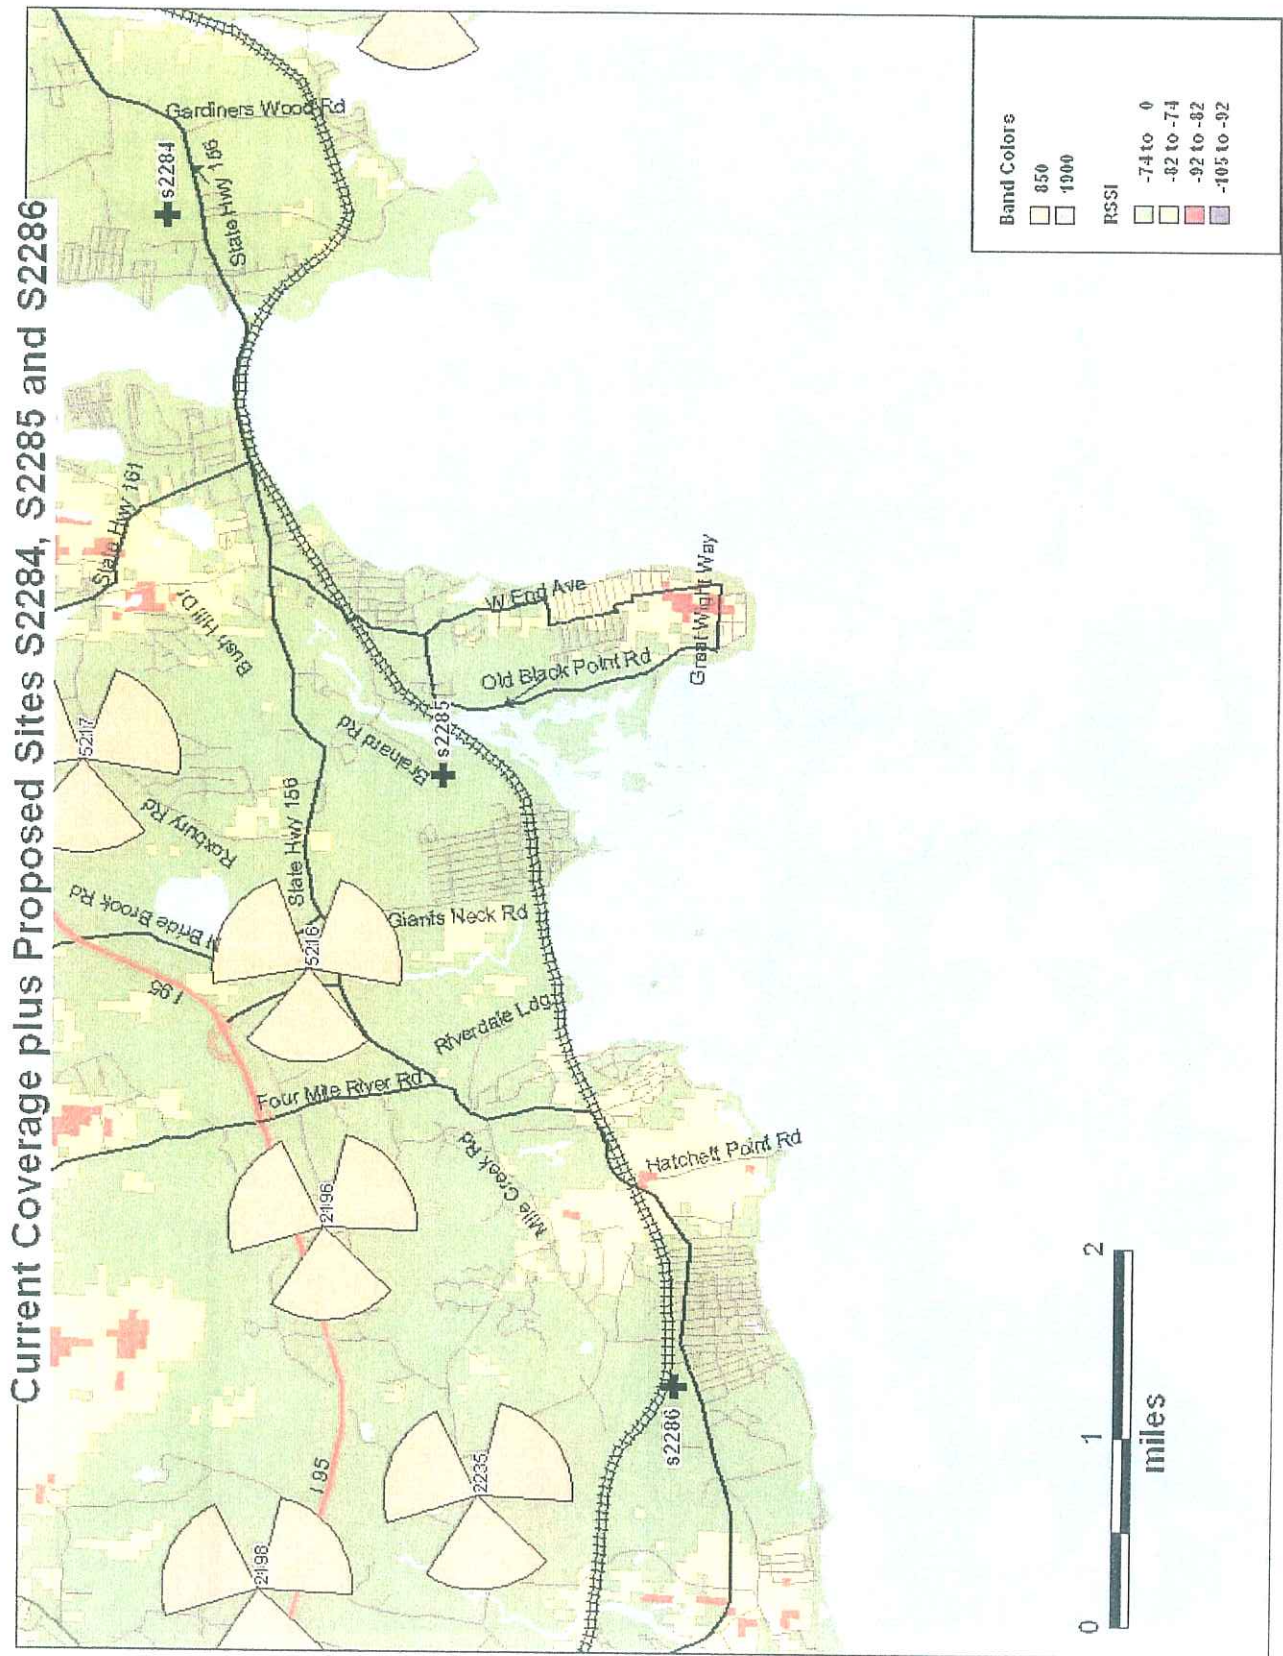 Current Coverage plus Proposed Sites S2284, S2285 and S2286
Gardiners Wood Rd
s2284
State Hwy 156
State Hwy 161
Bush Hill Dr
W End Ave
Great Wight Way
Old Black Point Rd
s2285
Brainard Rd
5217
Roxbury Rd
State Hwy 156
N Bride Brook Rd
5216
Giants Neck Rd
I 95
Riverdale Ldg
Four Mile River Rd
2196
Mile Creek Rd
Hatchett Point Rd
s2286
2235
I 95
2198
0 1 2
miles
Band Colors
850
1900
RSSI
-74 to 0
-82 to -74
-92 to -82
-105 to -92